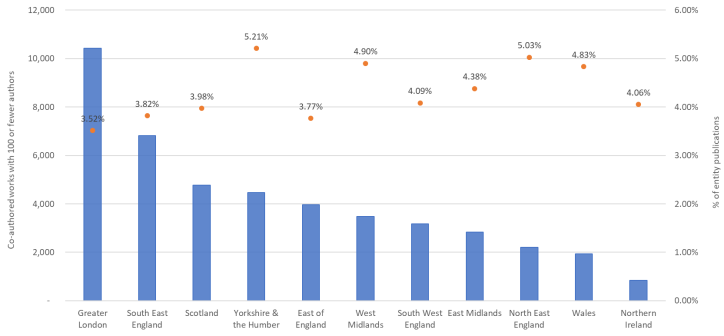 12,000
10,000
8,000
6,000
4,000
2,000
-
Co-authored works with 100 or fewer authors
6.00%
5.00%
4.00%
3.00%
2.00%
1.00%
0.00%
% of entity publications
3.52%
3.82%
3.98%
5.21%
3.77%
4.90%
4.09%
4.38%
5.03%
4.83%
4.06%
Greater
London
South East
England
Scotland
Yorkshire &
the Humber
East of
England
West
Midlands
South West
England
East Midlands
North East
England
Wales
Northern
Ireland